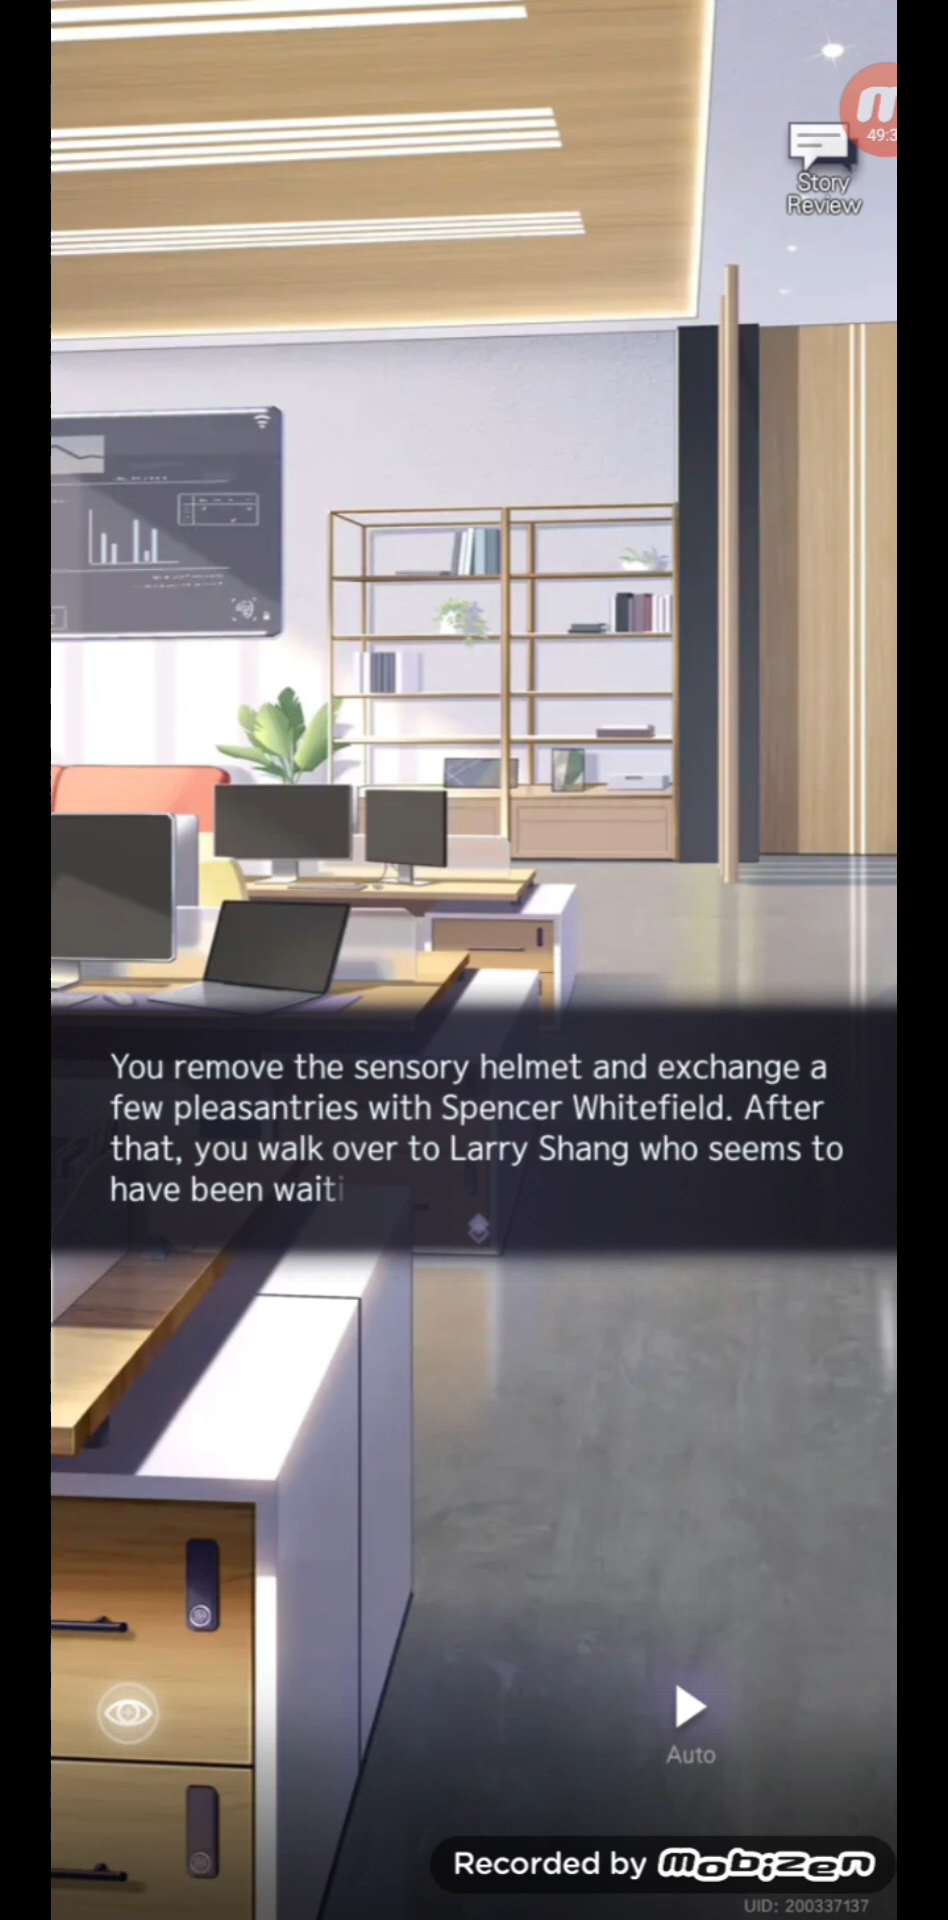 49:3
Story
Review
You remove the sensory helmet and exchange a
few pleasantries with Spencer Whitefield. After
that, you walk over to Larry Shang who seems to
have been waiti
Auto
Recorded by mobizen
UID: 200337137